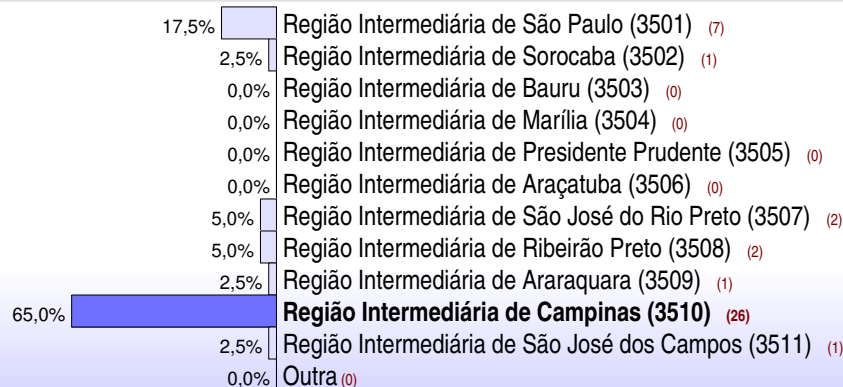 17,5% Região Intermediária de São Paulo (3501) (7)
2,5% Região Intermediária de Sorocaba (3502) (1)
0,0% Região Intermediária de Bauru (3503) (0)
0,0% Região Intermediária de Marília (3504) (0)
0,0% Região Intermediária de Presidente Prudente (3505) (0)
0,0% Região Intermediária de Araçatuba (3506) (0)
5,0% Região Intermediária de São José do Rio Preto (3507) (2)
5,0% Região Intermediária de Ribeirão Preto (3508) (2)
2,5% Região Intermediária de Araraquara (3509) (1)
65,0% Região Intermediária de Campinas (3510) (26)
2,5% Região Intermediária de São José dos Campos (3511) (1)
0,0% Outra (0)